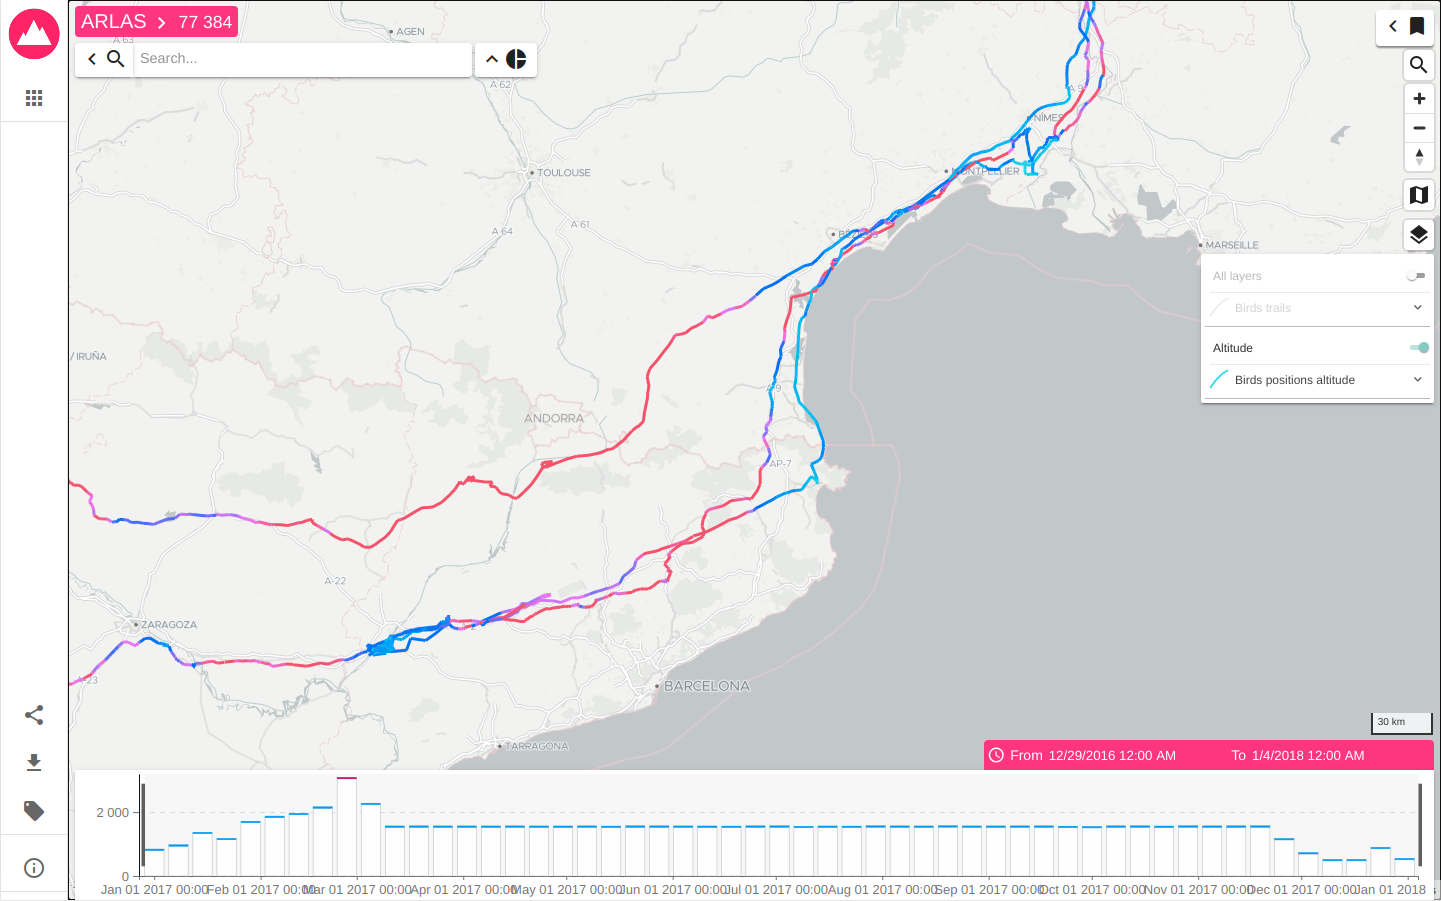 ARLAS > 77 384
A 63
AGEN
Search...
A 62
A 9
NÎMES
TOULOUSE
MONTPELLIER
A 64
A 61
BÉZIERS
MARSEILLE
All layers
Birds trails
/ IRUÑA
Altitude
Birds positions altitude
A-9
ANDORRA
AP-7
A-22
ZARAGOZA
A-2
A-23
BARCELONA
TARRAGONA
30 km
From 12/29/2016 12:00 AM To 1/4/2018 12:00 AM
2 000
0
Jan 01 2017 00:00 Feb 01 2017 00:00 Mar 01 2017 00:00 Apr 01 2017 00:00 May 01 2017 00:00 Jun 01 2017 00:00 Jul 01 2017 00:00 Aug 01 2017 00:00 Sep 01 2017 00:00 Oct 01 2017 00:00 Nov 01 2017 00:00 Dec 01 2017 00:00 Jan 01 2018